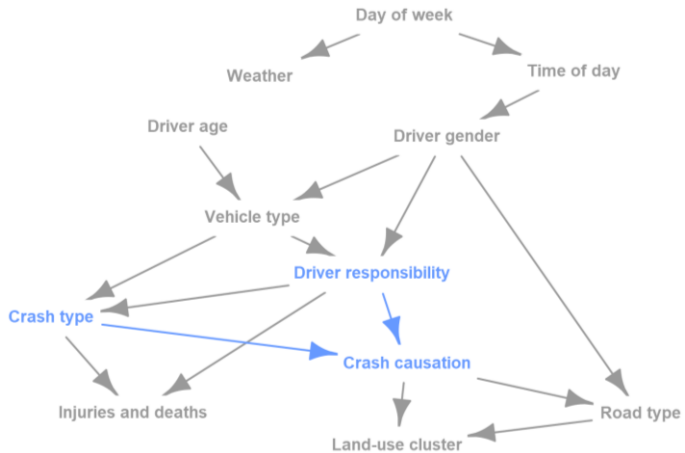 Day of week
Weather
Time of day
Driver age
Driver gender
Vehicle type
Driver responsibility
Crash type
Crash causation
Injuries and deaths
Road type
Land-use cluster